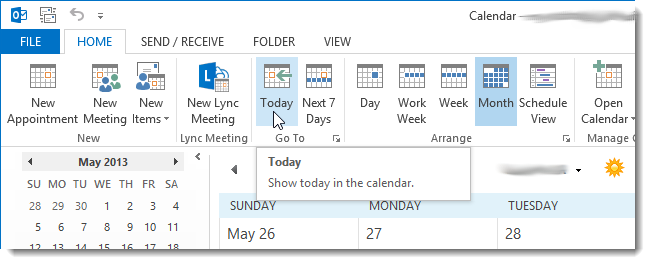 Calendar –
FILE HOME SEND / RECEIVE FOLDER VIEW
New Appointment New Meeting New Items New Lync Meeting Today Next 7 Days Day Work Week Week Month Schedule View Open Calendar
New Lync Meeting Go To Arrange Manage C
May 2013
Today
Show today in the calendar.
SU MO TU WE TH FR SA
28 29 30 1 2 3 4
5 6 7 8 9 10 11
12 13 14 15 16 17 18
SUNDAY MONDAY TUESDAY
May 26 27 28